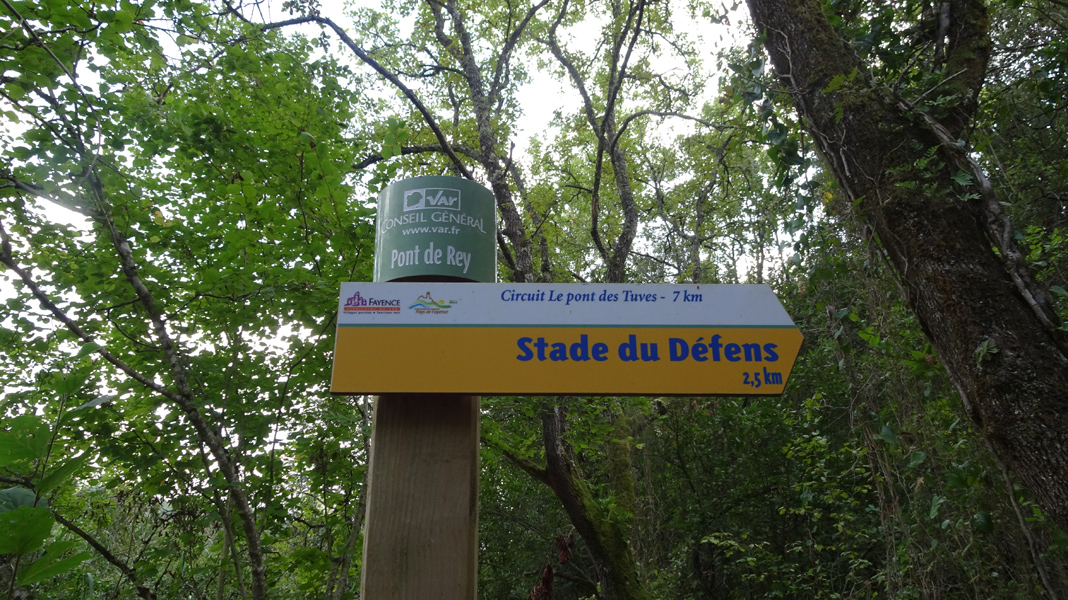 Var
CONSEIL GÉNÉRAL
www.var.fr
Pont de Rey
FAYENCE
Circuit Le pont des Tuves - 7 km
Stade du Défens
2,5 km